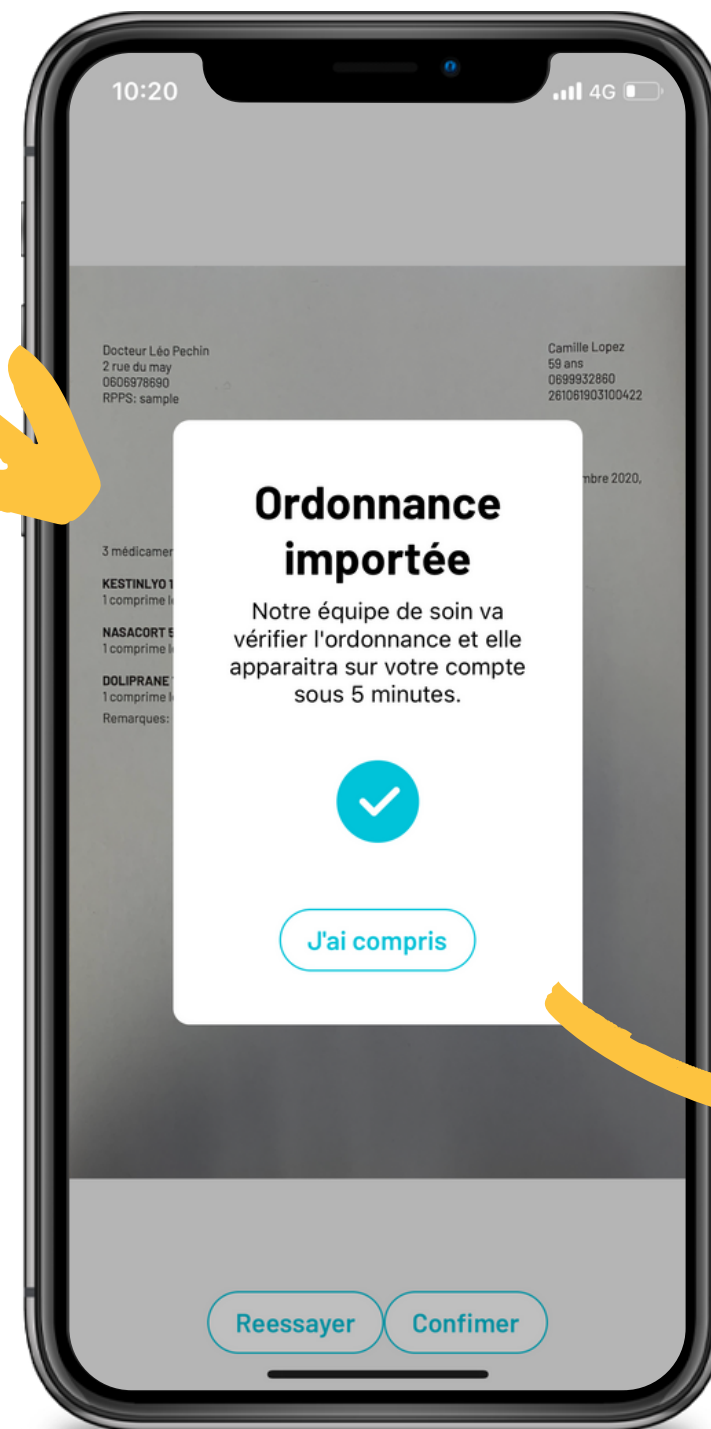 10:20
4G
Docteur Léo Pechin
2 rue du may
0606978690
RPPS: sample
Camille Lopez
59 ans
0699932860
261061903100422
mbre 2020,
3 médicamen
KESTINLYO 1
1 comprime l
NASACORT 5
1 comprime l
DOLIPRANE 1
1 comprime l
Remarques:
Ordonnance
importée
Notre équipe de soin va
vérifier l'ordonnance et elle
apparaitra sur votre compte
sous 5 minutes.
J'ai compris
Reessayer
Confimer